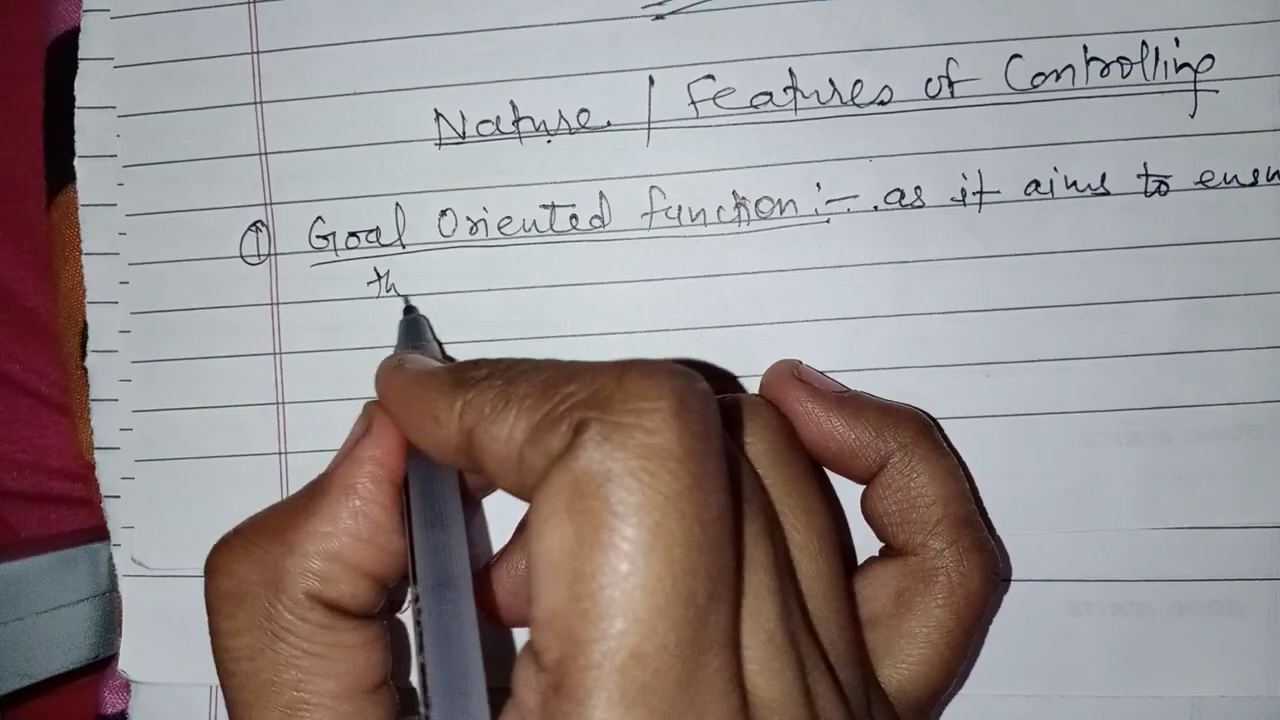 Nature / Features of Controlling
① Goal Oriented function :- as it aims to ensu
th